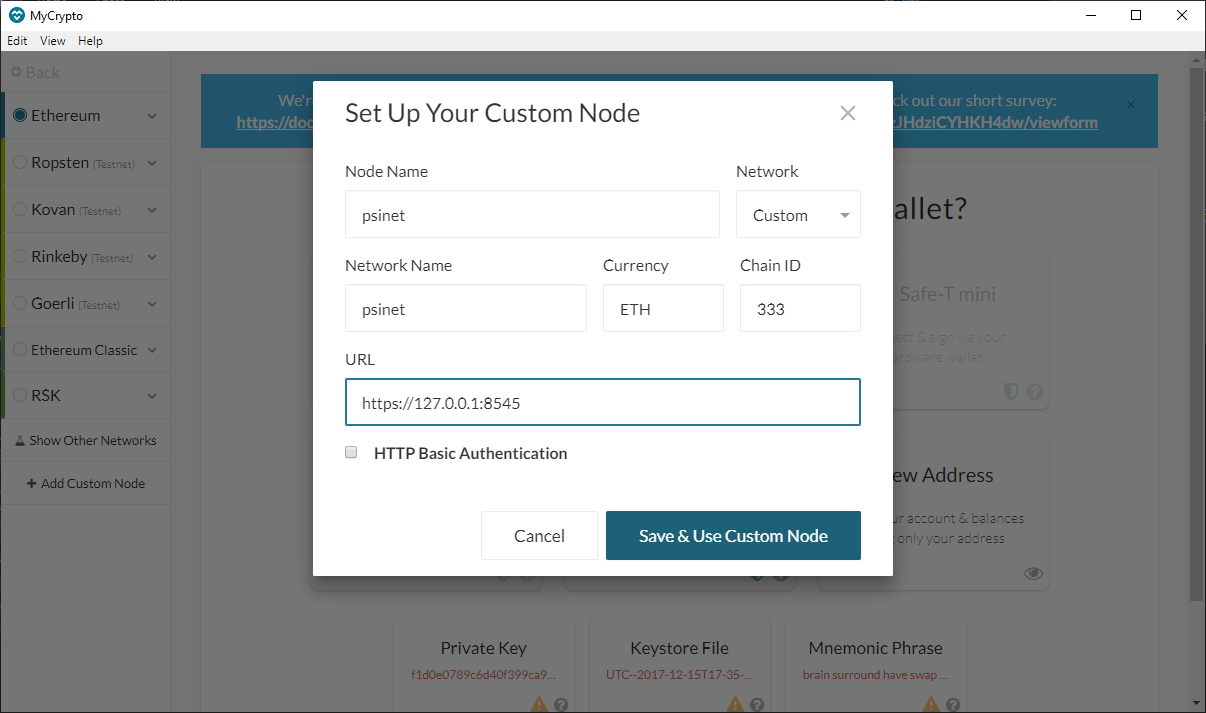 MyCrypto
Edit View Help
Back
We're
ck out our short survey:
https://doc
zJHdziCYHKH4dw/viewform
Ethereum
Ropsten (Testnet)
Kovan (Testnet)
Rinkeby (Testnet)
Goerli (Testnet)
Ethereum Classic
RSK
Show Other Networks
+ Add Custom Node
Set Up Your Custom Node
Node Name
Network
psinet
Custom
Network Name
Currency
Chain ID
psinet
ETH
333
URL
https://127.0.0.1:8545
HTTP Basic Authentication
Cancel
Save & Use Custom Node
allet?
Safe-T mini
ect & sign via your
ardware wallet
ew Address
ur account & balances
only your address
Private Key
f1d0e0789c6d40f399ca9...
Keystore File
UTC--2017-12-15T17-35-...
Mnemonic Phrase
brain surround have swap ...